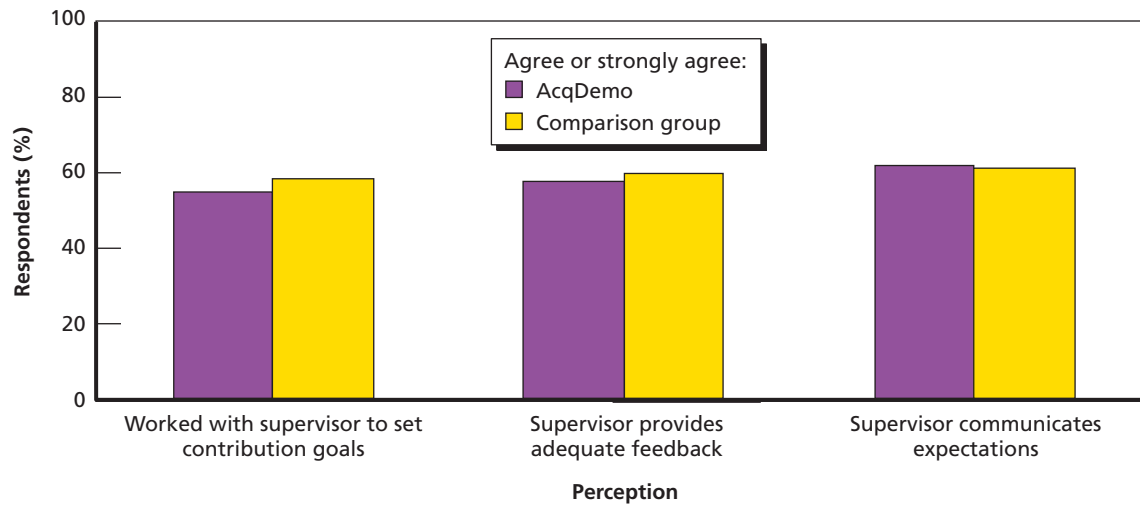 100
80
60
40
20
0
Respondents (%)
Agree or strongly agree:
AcqDemo
Comparison group
Worked with supervisor to set
contribution goals
Supervisor provides
adequate feedback
Supervisor communicates
expectations
Perception